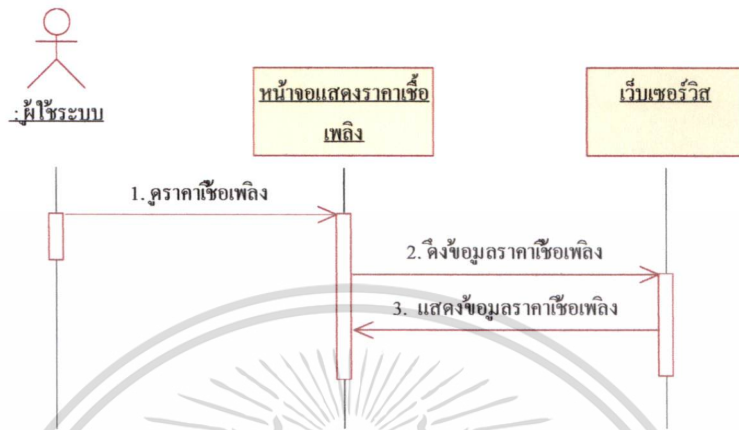 :ผู้ใช้ระบบ
หน้าจอแสดงราคาเชื้อ
เพลิง
เว็บเซอร์วิส
1. ดูราคาเชื้อเพลิง
2. ดึงข้อมูลราคาเชื้อเพลิง
3. แสดงข้อมูลราคาเชื้อเพลิง